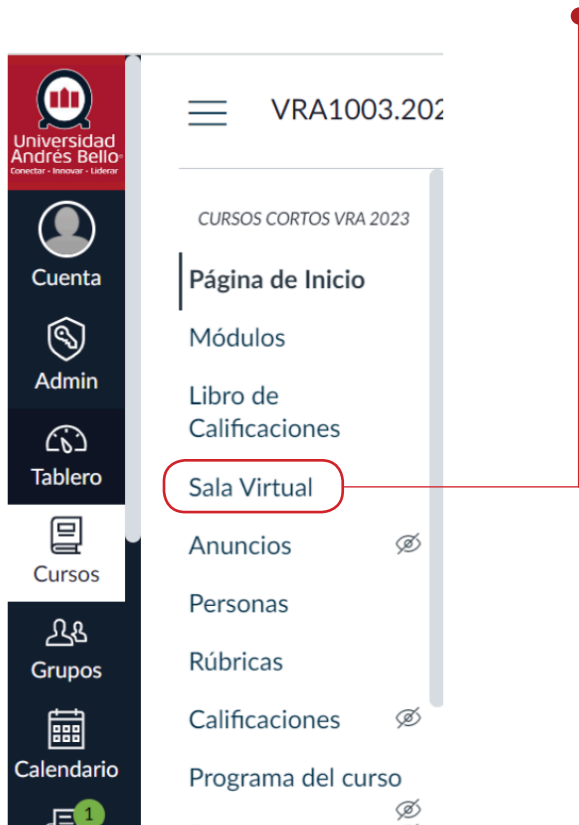 Universidad
Andrés Bello
Conectar - Innovar - Liderar
Cuenta
Admin
Tablero
Cursos
Grupos
Calendario
1
VRA1003.202
CURSOS CORTOS VRA 2023
Página de Inicio
Módulos
Libro de
Calificaciones
Sala Virtual
Anuncios
Personas
Rúbricas
Calificaciones
Programa del curso